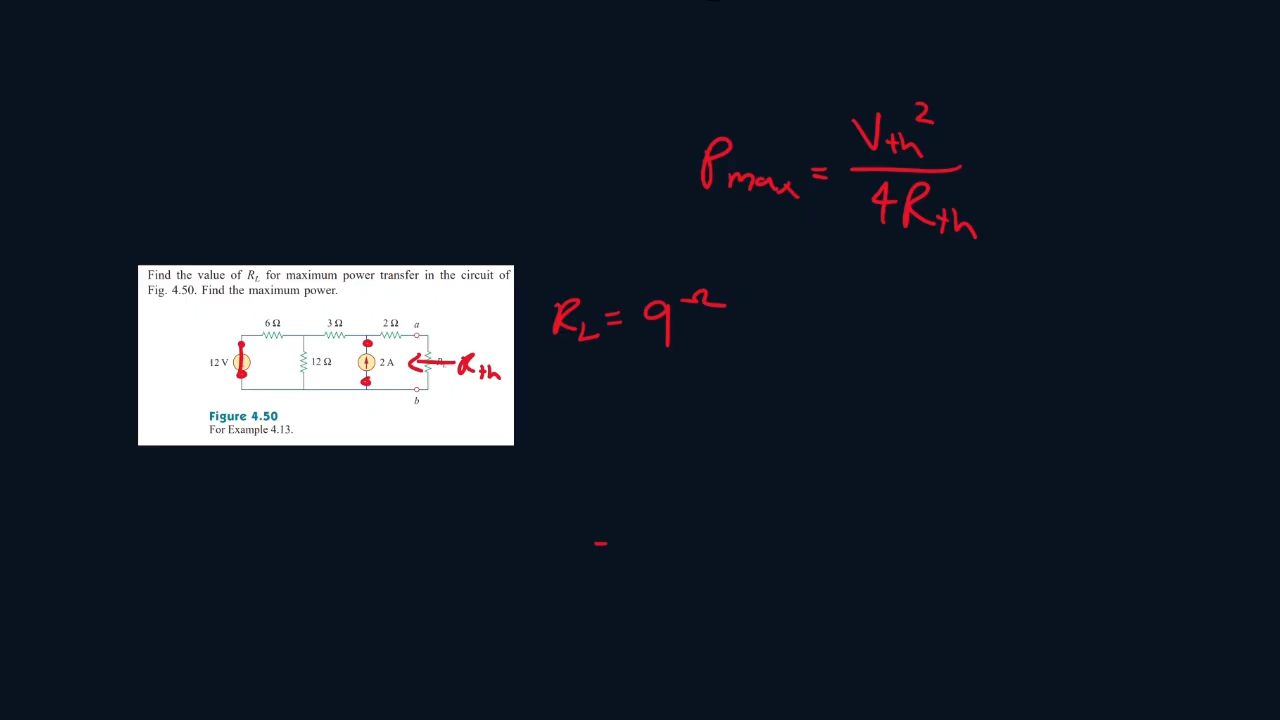 Pmax = Vth²
4Rth
Find the value of RL for maximum power transfer in the circuit of
Fig. 4.50. Find the maximum power.
RL = 9Ω
6 Ω 3 Ω 2 Ω a
12 V 12 Ω 2 A RL Rth
b
Figure 4.50
For Example 4.13.